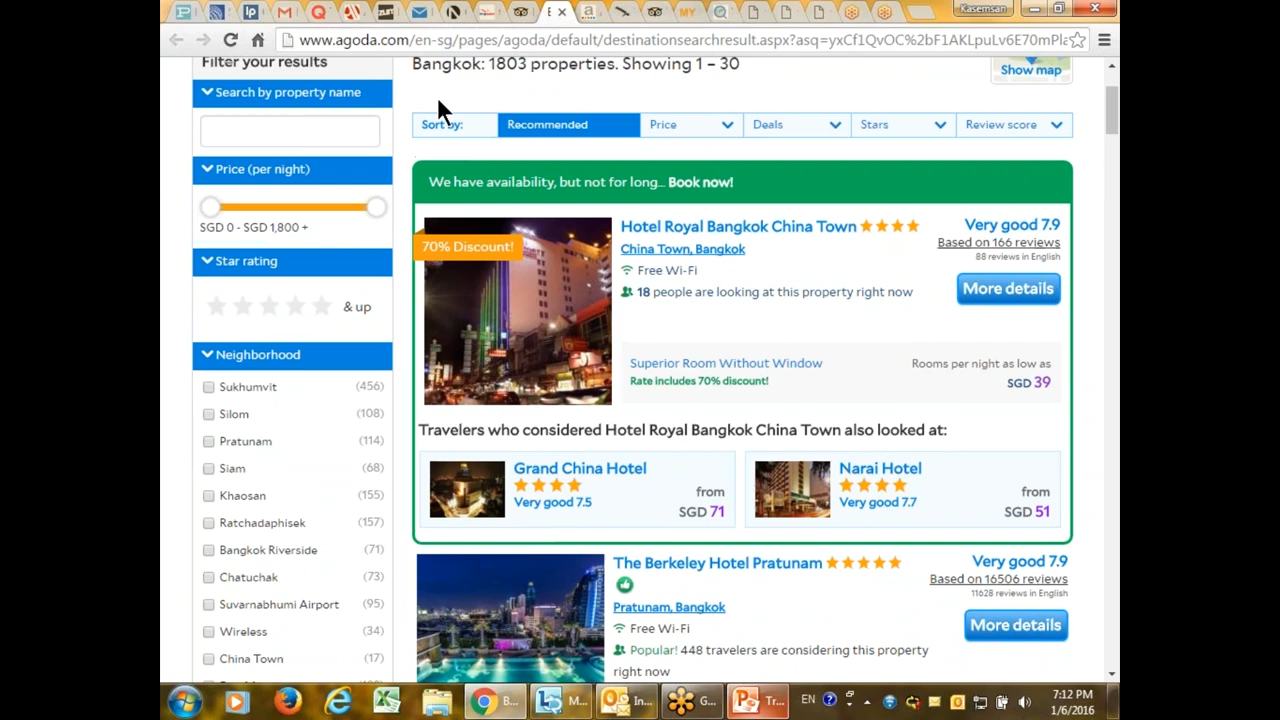 Kasemsan
www.agoda.com/en-sg/pages/agoda/default/destinationsearchresult.aspx?asq=yxCf1QvOC%2bF1AKLpuLv6E70mPla
Filter your results
Search by property name
Price (per night)
SGD 0 - SGD 1,800 +
Star rating
& up
Neighborhood
Sukhumvit (456)
Silom (108)
Pratunam (114)
Siam (68)
Khaosan (155)
Ratchadaphisek (157)
Bangkok Riverside (71)
Chatuchak (73)
Suvarnabhumi Airport (95)
Wireless (34)
China Town (17)
Bangkok: 1803 properties. Showing 1 – 30
Show map
Sort by: Recommended Price Deals Stars Review score
We have availability, but not for long... Book now!
70% Discount!
Hotel Royal Bangkok China Town
China Town, Bangkok
Free Wi-Fi
18 people are looking at this property right now
Very good 7.9
Based on 166 reviews
88 reviews in English
More details
Superior Room Without Window
Rate includes 70% discount!
Rooms per night as low as
SGD 39
Travelers who considered Hotel Royal Bangkok China Town also looked at:
Grand China Hotel
Very good 7.5
from
SGD 71
Narai Hotel
Very good 7.7
from
SGD 51
The Berkeley Hotel Pratunam
Pratunam, Bangkok
Free Wi-Fi
Popular! 448 travelers are considering this property
right now
Very good 7.9
Based on 16506 reviews
11628 reviews in English
More details
B... M... In... G... Tr...
EN
7:12 PM
1/6/2016